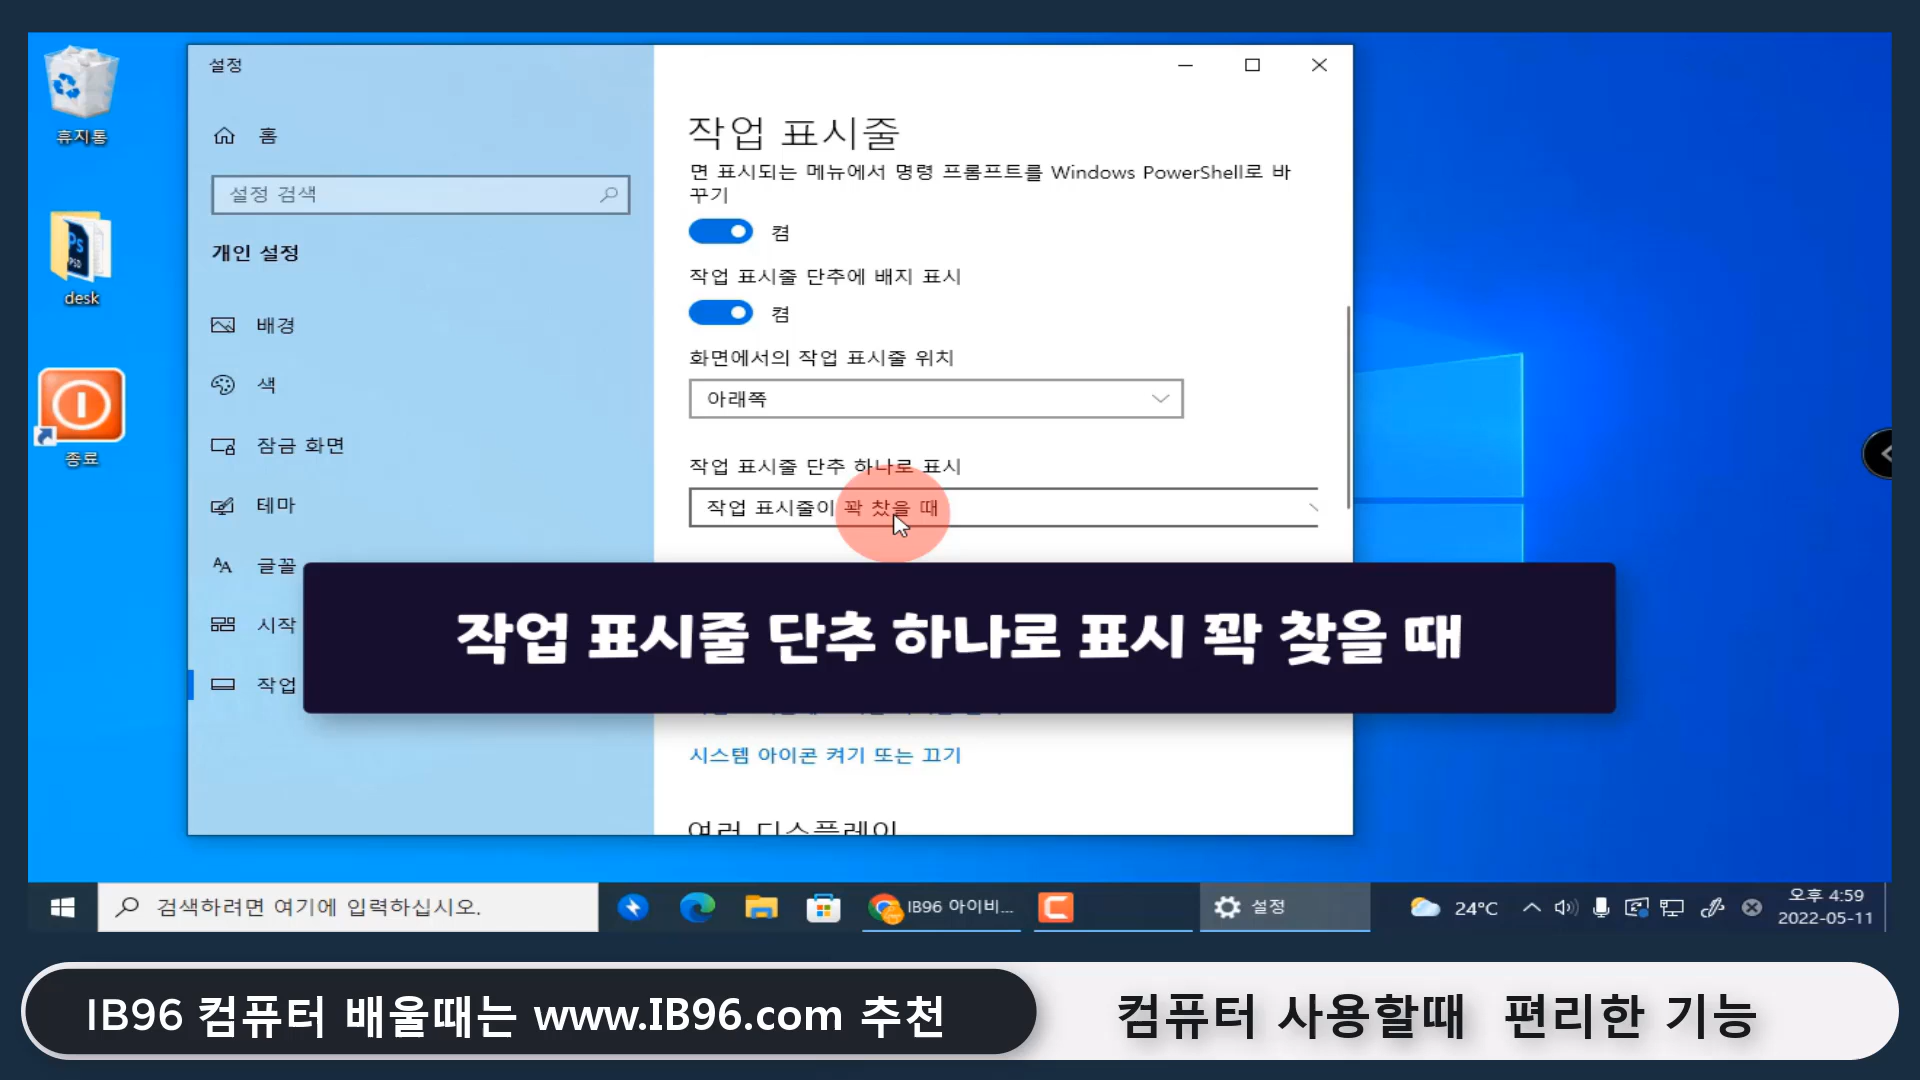 휴지통
desk
종료
설정
홈
설정 검색
개인 설정
배경
색
잠금 화면
테마
글꼴
시작
작업
작업 표시줄
면 표시되는 메뉴에서 명령 프롬프트를 Windows PowerShell로 바
꾸기
켬
작업 표시줄 단추에 배지 표시
켬
화면에서의 작업 표시줄 위치
아래쪽
작업 표시줄 단추 하나로 표시
작업 표시줄이 꽉 찼을 때
작업 표시줄 단추 하나로 표시 꽉 찾을 때
시스템 아이콘 켜기 또는 끄기
여러 디스플레이
검색하려면 여기에 입력하십시오.
IB96 아이비...
설정
24°C
오후 4:59
2022-05-11
IB96 컴퓨터 배울때는 www.IB96.com 추천
컴퓨터 사용할때 편리한 기능